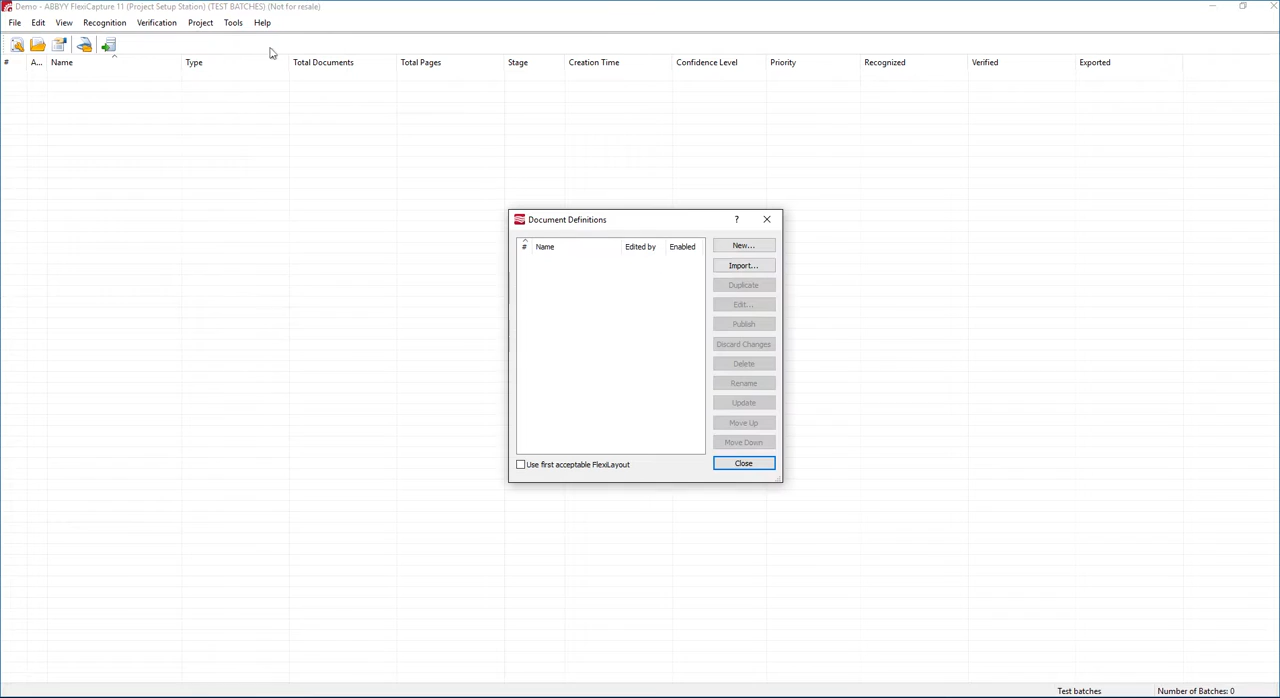 Demo - ABBYY FlexiCapture 11 (Project Setup Station) (TEST BATCHES) (Not for resale)
File Edit View Recognition Verification Project Tools Help
# A... Name Type Total Documents Total Pages Stage Creation Time Confidence Level Priority Recognized Verified Exported
Document Definitions ?
# Name Edited by Enabled
New...
Import...
Duplicate
Edit...
Publish
Discard Changes
Delete
Rename
Update
Move Up
Move Down
Use first acceptable FlexiLayout
Close
Test batches Number of Batches: 0